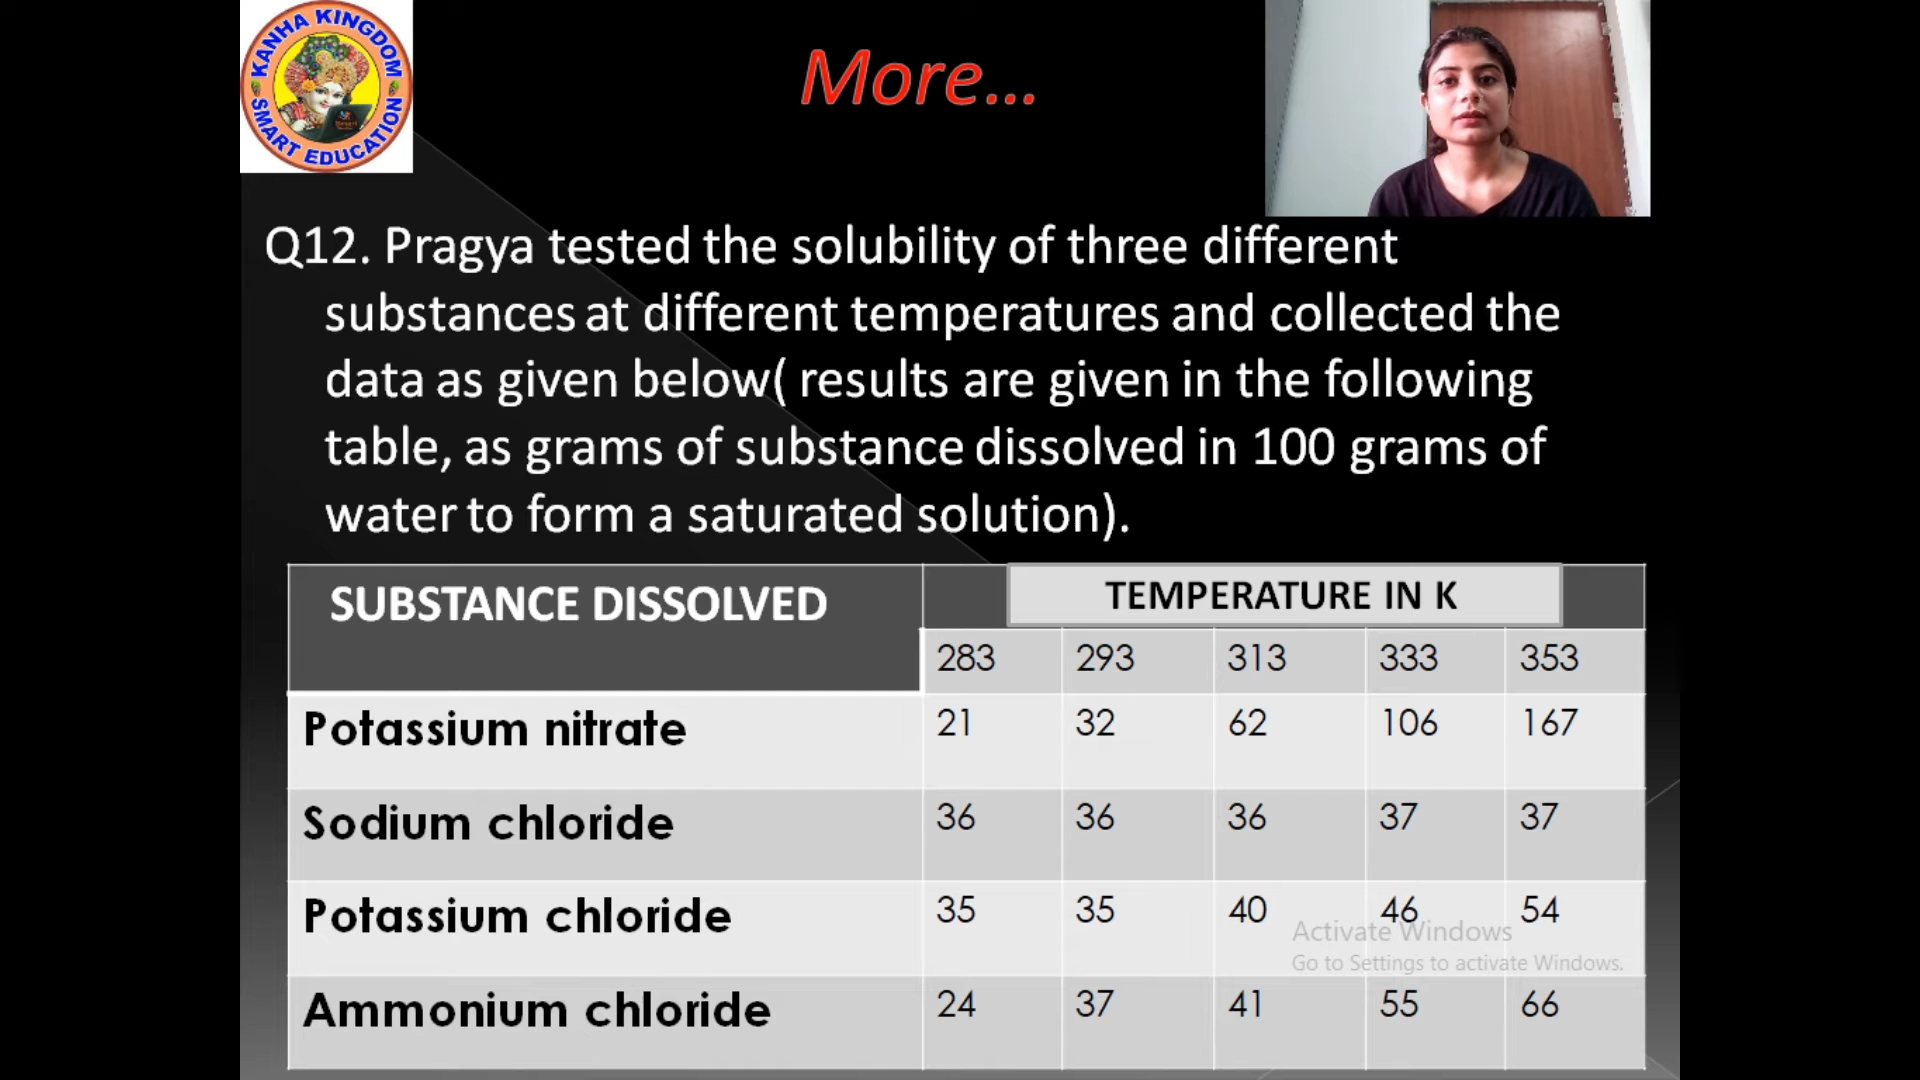 KANHA KINGDOM
SMART EDUCATION
More...
Q12. Pragya tested the solubility of three different
substances at different temperatures and collected the
data as given below( results are given in the following
table, as grams of substance dissolved in 100 grams of
water to form a saturated solution).
SUBSTANCE DISSOLVED TEMPERATURE IN K
283 293 313 333 353
Potassium nitrate 21 32 62 106 167
Sodium chloride 36 36 36 37 37
Potassium chloride 35 35 40 46 54
Activate Windows
Go to Settings to activate Windows.
Ammonium chloride 24 37 41 55 66